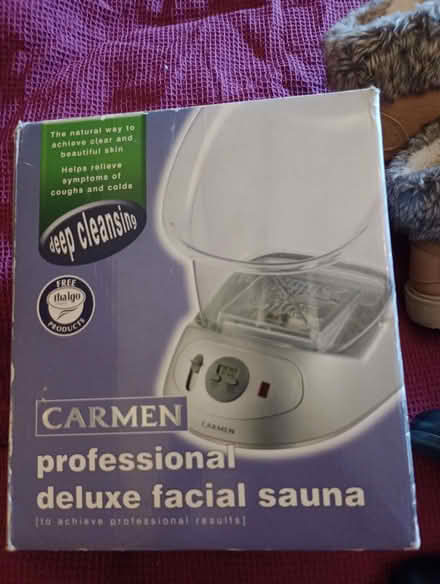 The natural way to
achieve clear and
beautiful skin
Helps relieve
symptoms of
coughs and colds
deep cleansing
FREE
thalgo
PRODUCTS
CARMEN
CARMEN
professional
deluxe facial sauna
[to achieve professional results]